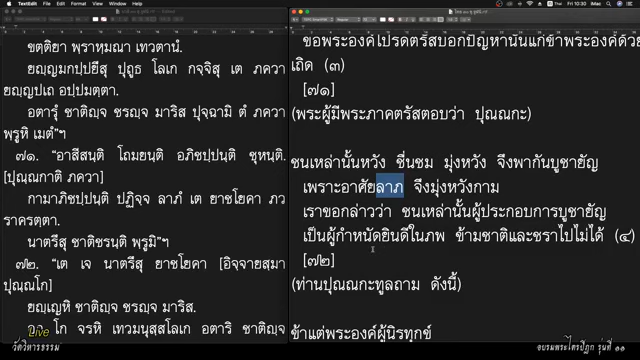 TextEdit File Edit Format View Window Help
Fri 10:30 iMac
ขตฺติยา พฺราหฺมณา เทวตานํ
ยญฺญมกปฺปยึสุ ปุถูธ โลเก กจฺจิสุ เต ภควา
ยญฺญปเถ อปฺปมตฺตา
อตารุํ ชาติญฺจ ชรญฺจ มาริส ปุจฺฉามิ ตํ ภควา
พฺรูหิ เมตํ"ฯ
๗๑. "อาสีสนฺติ โถมยนฺติ อภิชปฺปนฺติ ชุหนฺติ.
[ปุณฺณกาติ ภควา]
กามาภิชปฺปนฺติ ปฏิจฺจ ลาภํ เต ยาชโยคา ภว
ราครตฺตา.
นาตรึสุ ชาติชรนฺติ พฺรูมิ"ฯ
๗๒. "เต เจ นาตรึสุ ยาชโยคา [อิจฺจายสฺมา
ปุณฺณโก]
ยญฺเญหิ ชาติญฺจ ชรญฺจ มาริส.
อถ โก จรหิ เทวมนุสฺสโลเก อตาริ ชาติญฺจ
ขอพระองค์โปรดตรัสบอกปัญหานั้นแก่ข้าพระองค์ด้วย
เถิด (๓)
[๗๑]
(พระผู้มีพระภาคตรัสตอบว่า ปุณณกะ)
ชนเหล่านั้นหวัง ชื่นชม มุ่งหวัง จึงพากันบูชายัญ
เพราะอาศัยลาภ จึงมุ่งหวังกาม
เราขอกล่าวว่า ชนเหล่านั้นผู้ประกอบการบูชายัญ
เป็นผู้กำหนัดยินดีในภพ ข้ามชาติและชราไปไม่ได้ (๔)
[๗๒]
(ท่านปุณณกะทูลถาม ดังนี้)
ข้าแต่พระองค์ผู้นิรทุกข์
Live
วัดวิหารธรรม
อบรมพระไตรปิฎก รุ่นที่ ๑๑